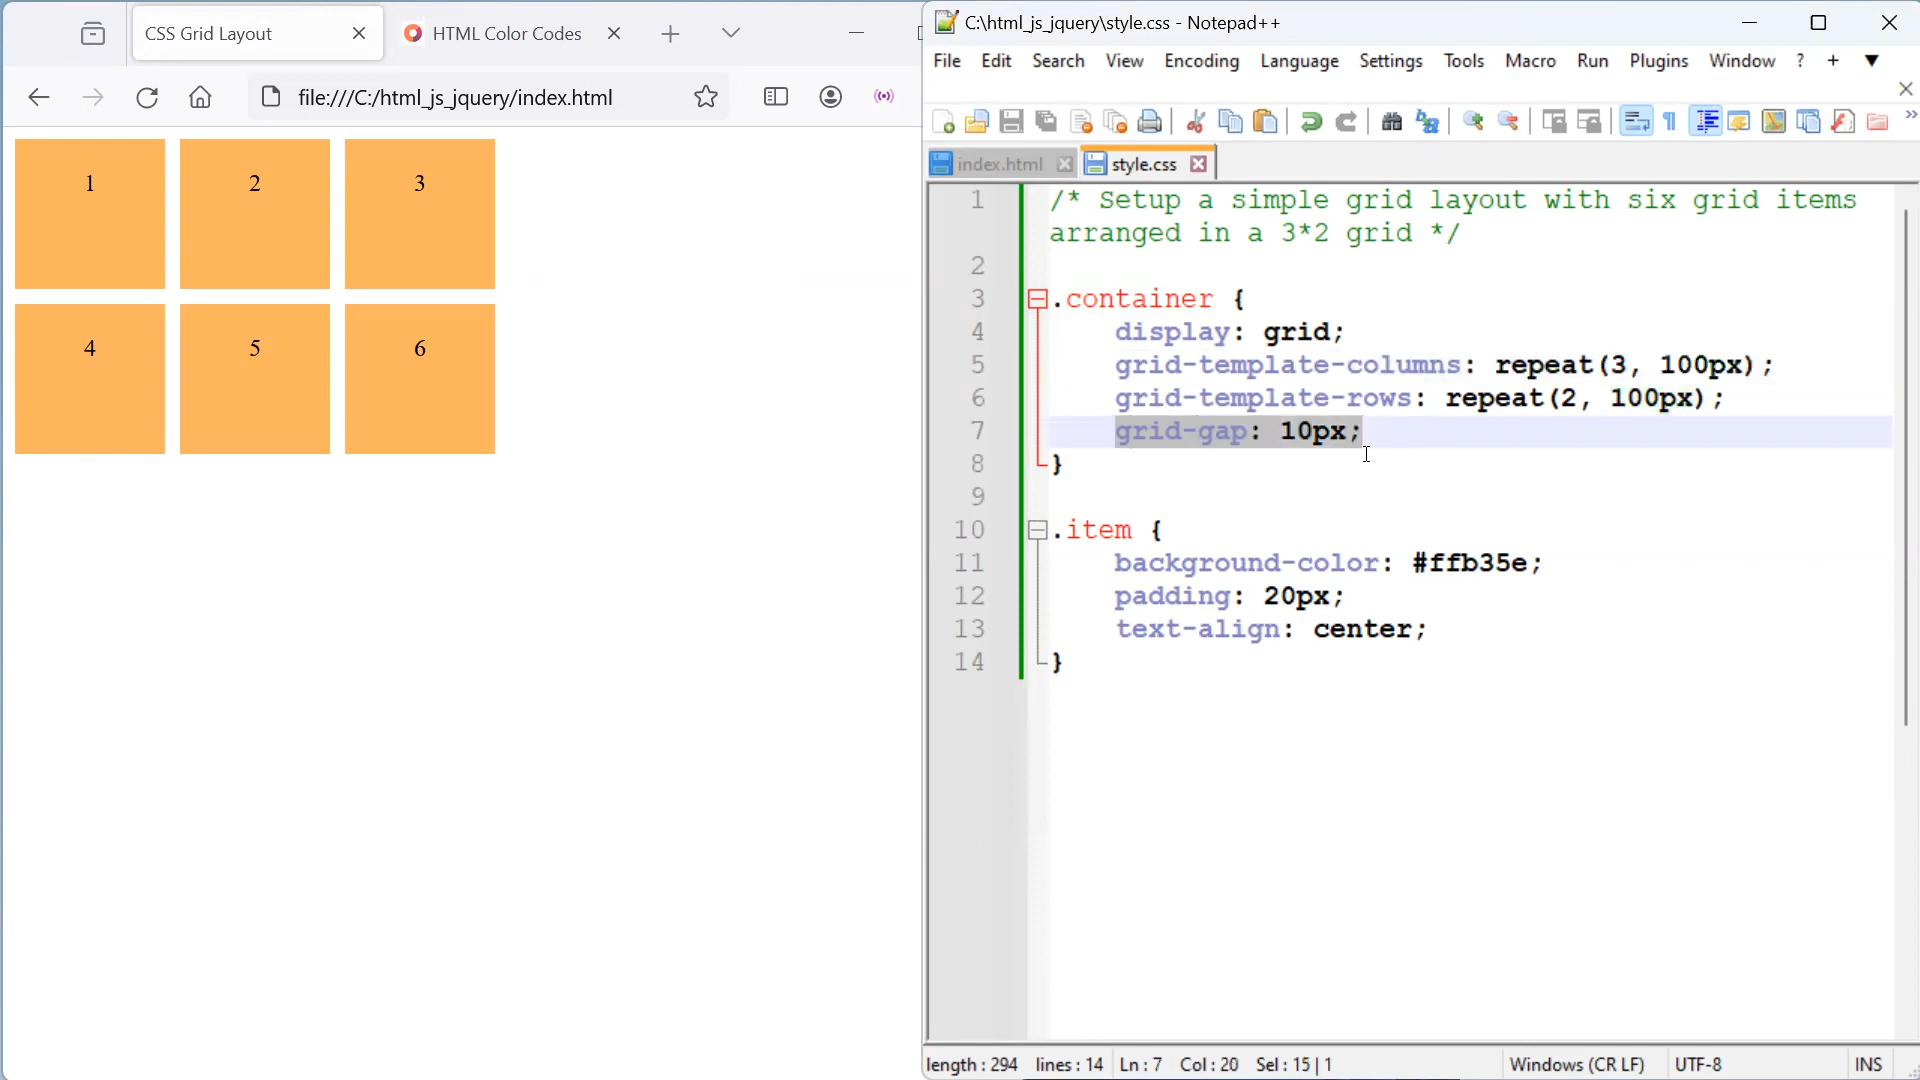 CSS Grid Layout
HTML Color Codes
file:///C:/html_js_jquery/index.html
1 2 3
4 5 6
C:\html_js_jquery\style.css - Notepad++
File Edit Search View Encoding Language Settings Tools Macro Run Plugins Window ? +
index.html style.css
1 /* Setup a simple grid layout with six grid items
arranged in a 3*2 grid */
2
3 .container {
4 display: grid;
5 grid-template-columns: repeat(3, 100px);
6 grid-template-rows: repeat(2, 100px);
7 grid-gap: 10px;
8 }
9
10 .item {
11 background-color: #ffb35e;
12 padding: 20px;
13 text-align: center;
14 }
length : 294 lines : 14 Ln : 7 Col : 20 Sel : 15 | 1 Windows (CR LF) UTF-8 INS